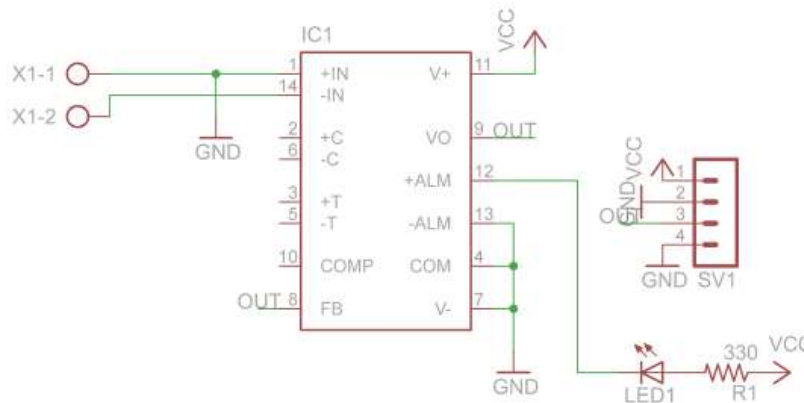 IC1
VCC
X1-1
1 +IN V+ 11
14 -IN
X1-2
2 +C VO 9 OUT
6 -C
GND
+ALM 12
3 +T
5 -T -ALM 13
10 COMP COM 4
OUT 8 FB V- 7
GND
VCC 1
GND 2
OUT 3
4
GND SV1
330 VCC
LED1 R1